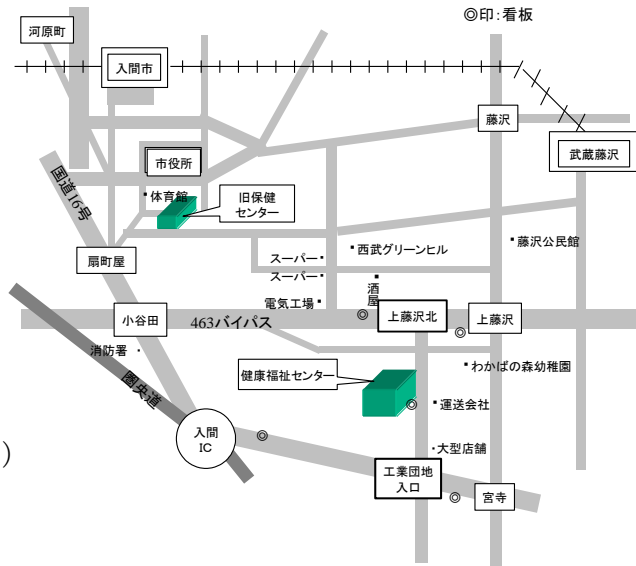 ◎印:看板
河原町
入間市
藤沢
武蔵藤沢
市役所
国道16号
▪体育館
旧保健
センター
扇町屋
スーパー▪
▪西武グリーンヒル
▪藤沢公民館
スーパー▪
▪
酒屋
電気工場▪
◎
小谷田
463バイパス
上藤沢北
◎
上藤沢
消防署 ・
圏央道
健康福祉センター
▪わかばの森幼稚園
◎
▪運送会社
入間
IC
◎
・大型店舗
)
工業団地
入口
◎
宮寺